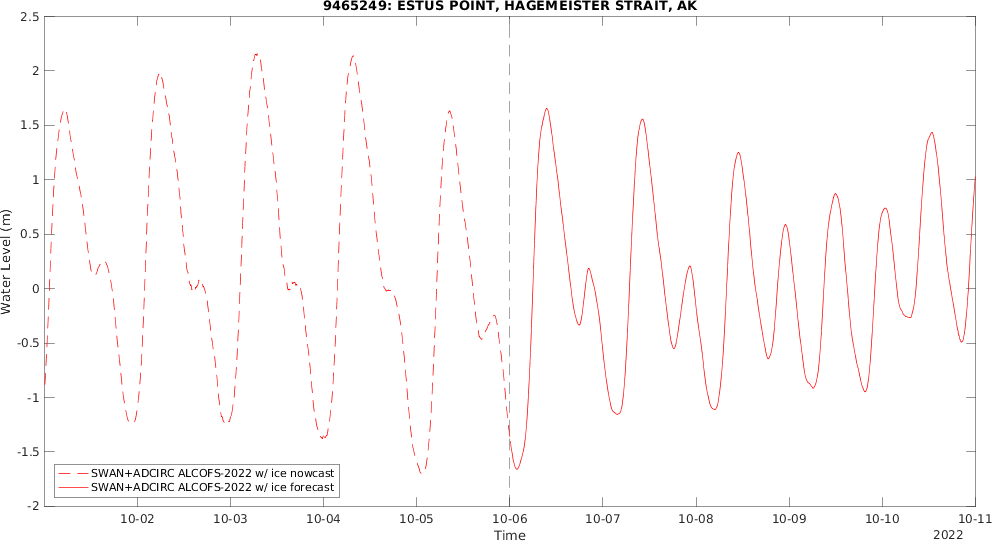 9465249: ESTUS POINT, HAGEMEISTER STRAIT, AK
Water Level (m)
2.5
2
1.5
1
0.5
0
-0.5
-1
-1.5
-2
SWAN+ADCIRC ALCOFS-2022 w/ ice nowcast
SWAN+ADCIRC ALCOFS-2022 w/ ice forecast
10-02 10-03 10-04 10-05 10-06 10-07 10-08 10-09 10-10 10-11
Time
2022